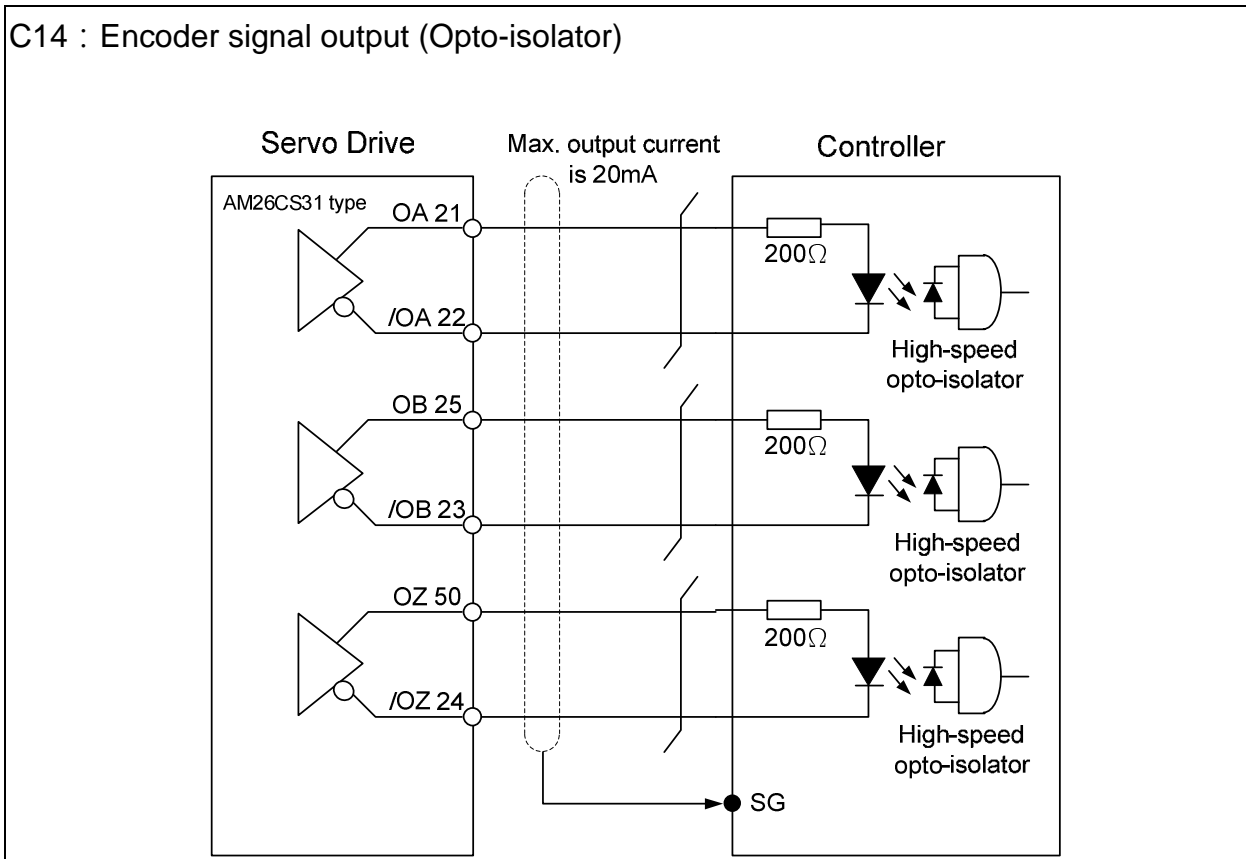 C14 : Encoder signal output (Opto-isolator)
Servo Drive
Max. output current
is 20mA
Controller
AM26CS31 type
OA 21
200Ω
/OA 22
High-speed
opto-isolator
OB 25
200Ω
/OB 23
High-speed
opto-isolator
OZ 50
200Ω
/OZ 24
High-speed
opto-isolator
SG